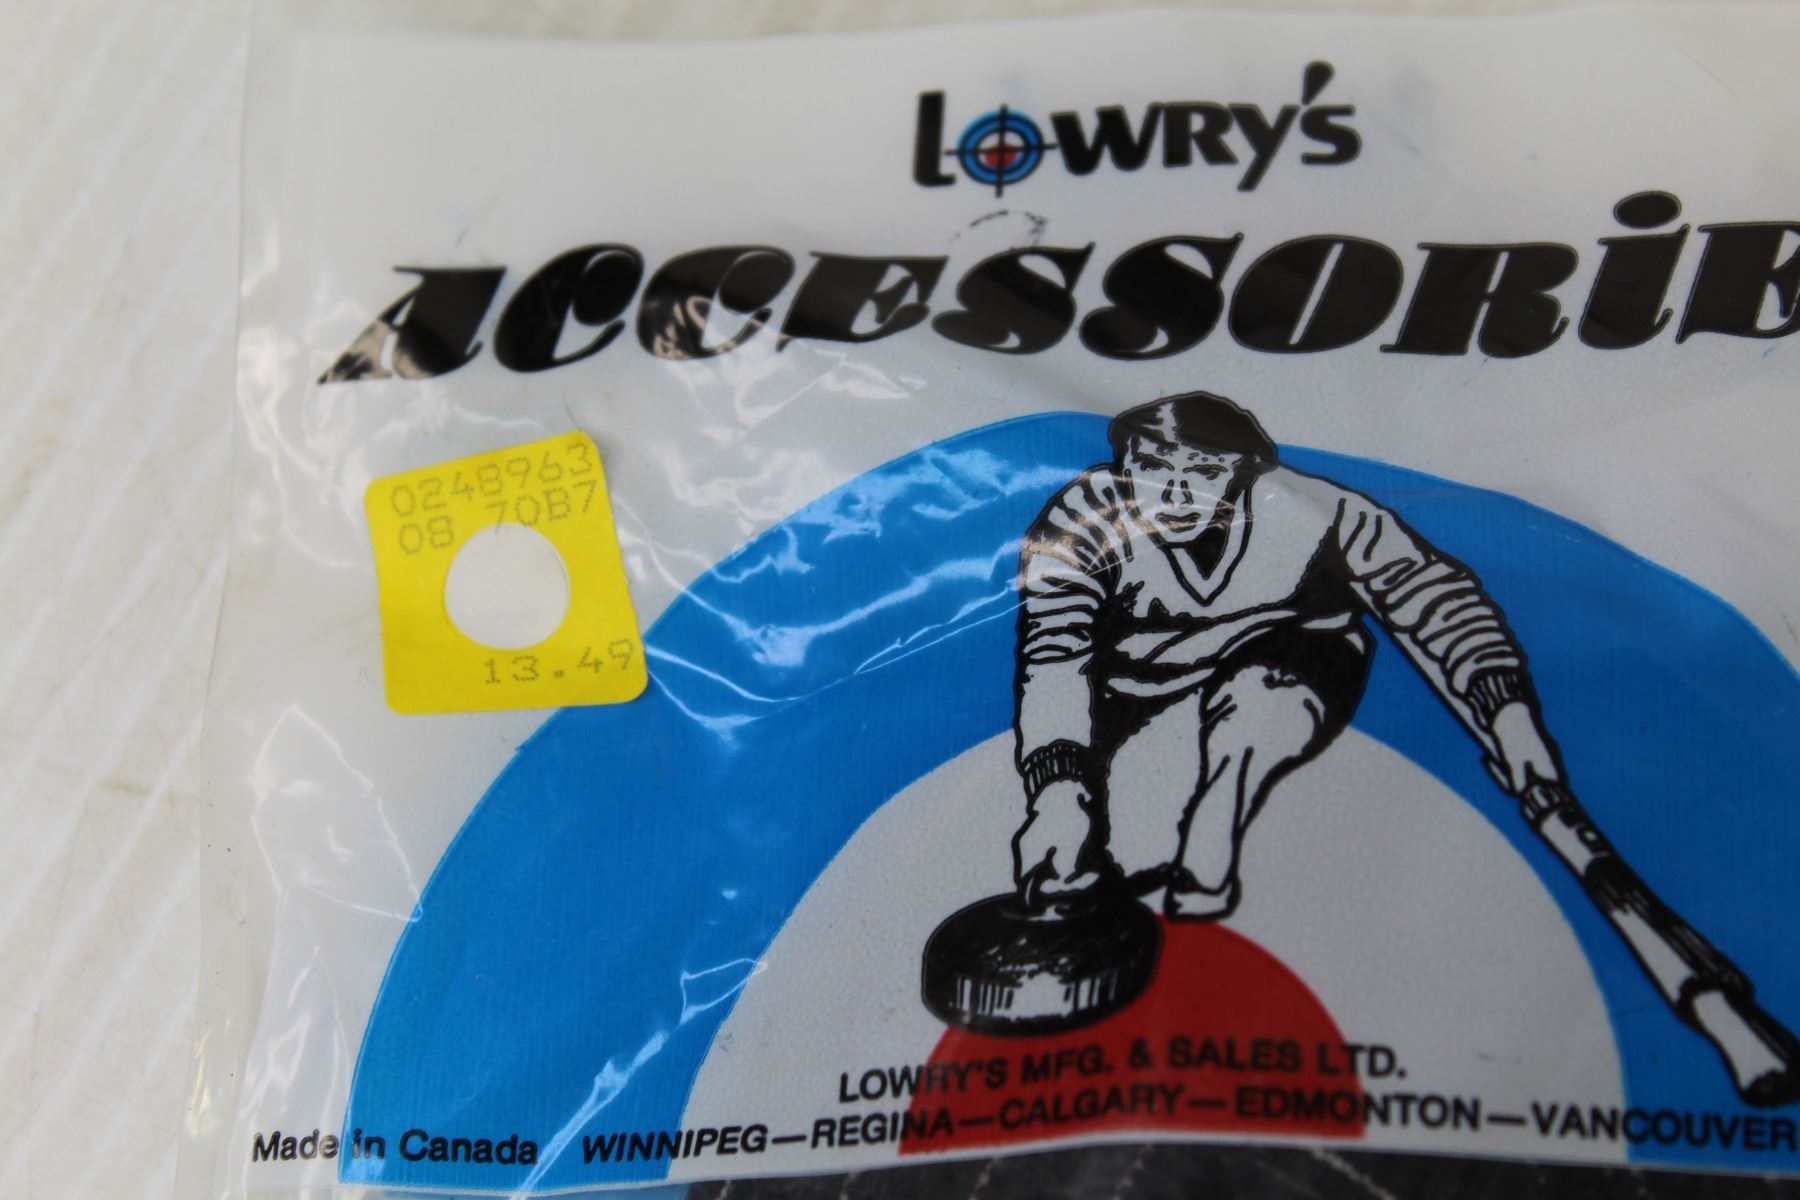 LOWRY'S
ACCESSORIE
0248963
08 70B7
13.49
LOWRY'S MFG. & SALES LTD.
Made in Canada WINNIPEG—REGINA—CALGARY—EDMONTON—VANCOUVER